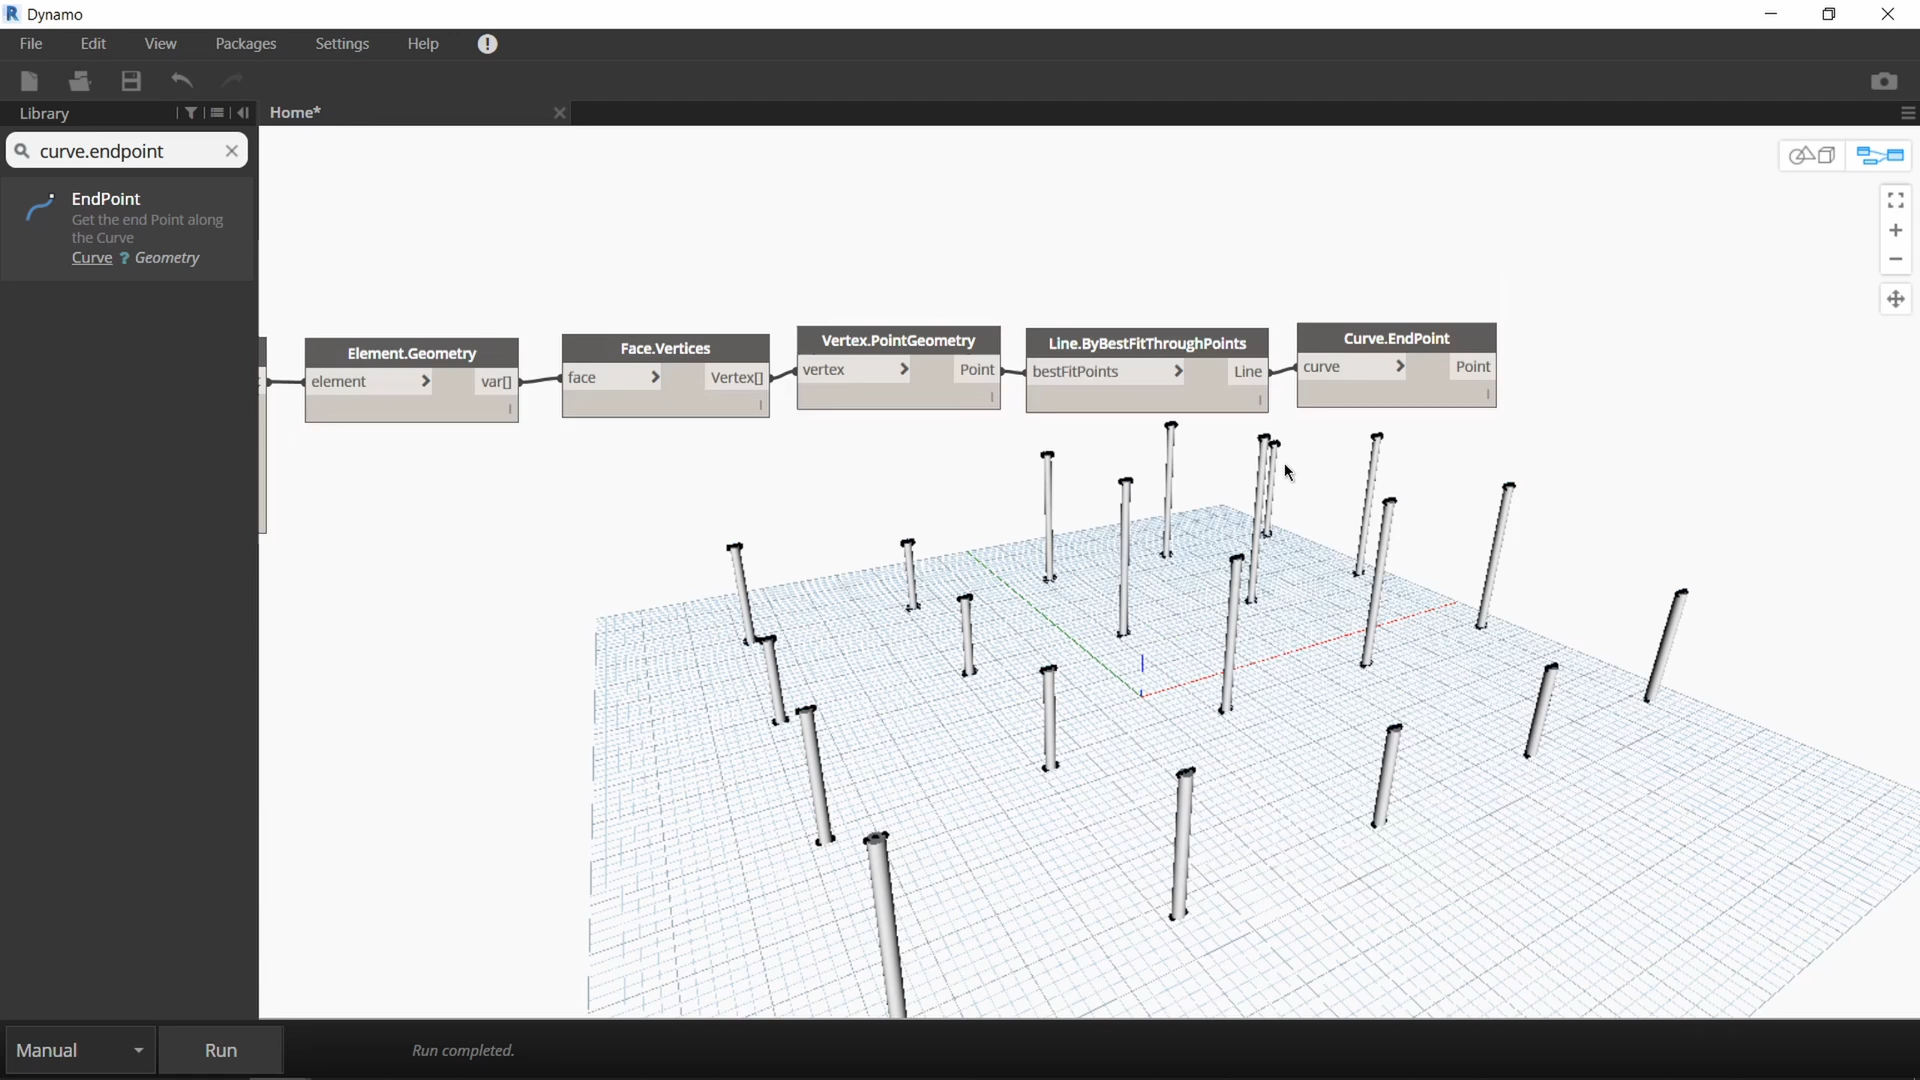 Dynamo
File Edit View Packages Settings Help
Library
Home*
curve.endpoint
EndPoint
Get the end Point along
the Curve
Curve ? Geometry
Element.Geometry
element > var[]
Face.Vertices
face > Vertex[]
Vertex.PointGeometry
vertex > Point
Line.ByBestFitThroughPoints
bestFitPoints > Line
Curve.EndPoint
curve > Point
Manual
Run
Run completed.